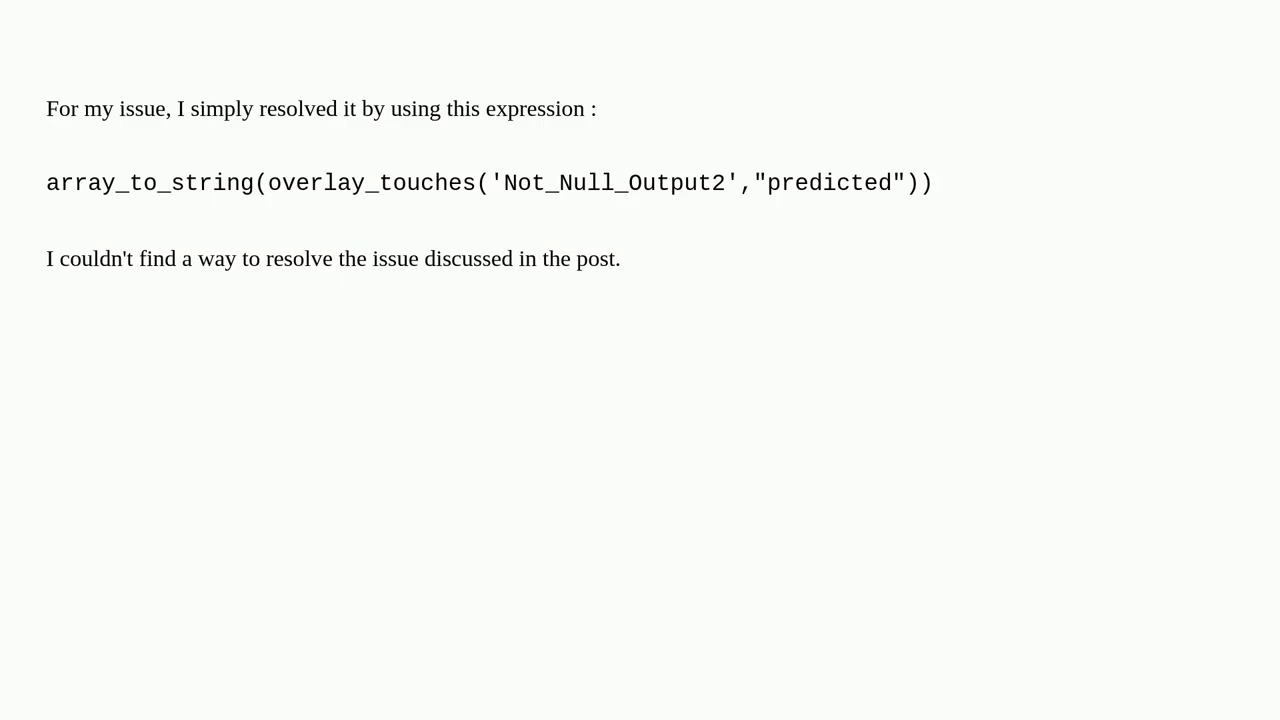 For my issue, I simply resolved it by using this expression :
array_to_string(overlay_touches('Not_Null_Output2',"predicted"))
I couldn't find a way to resolve the issue discussed in the post.